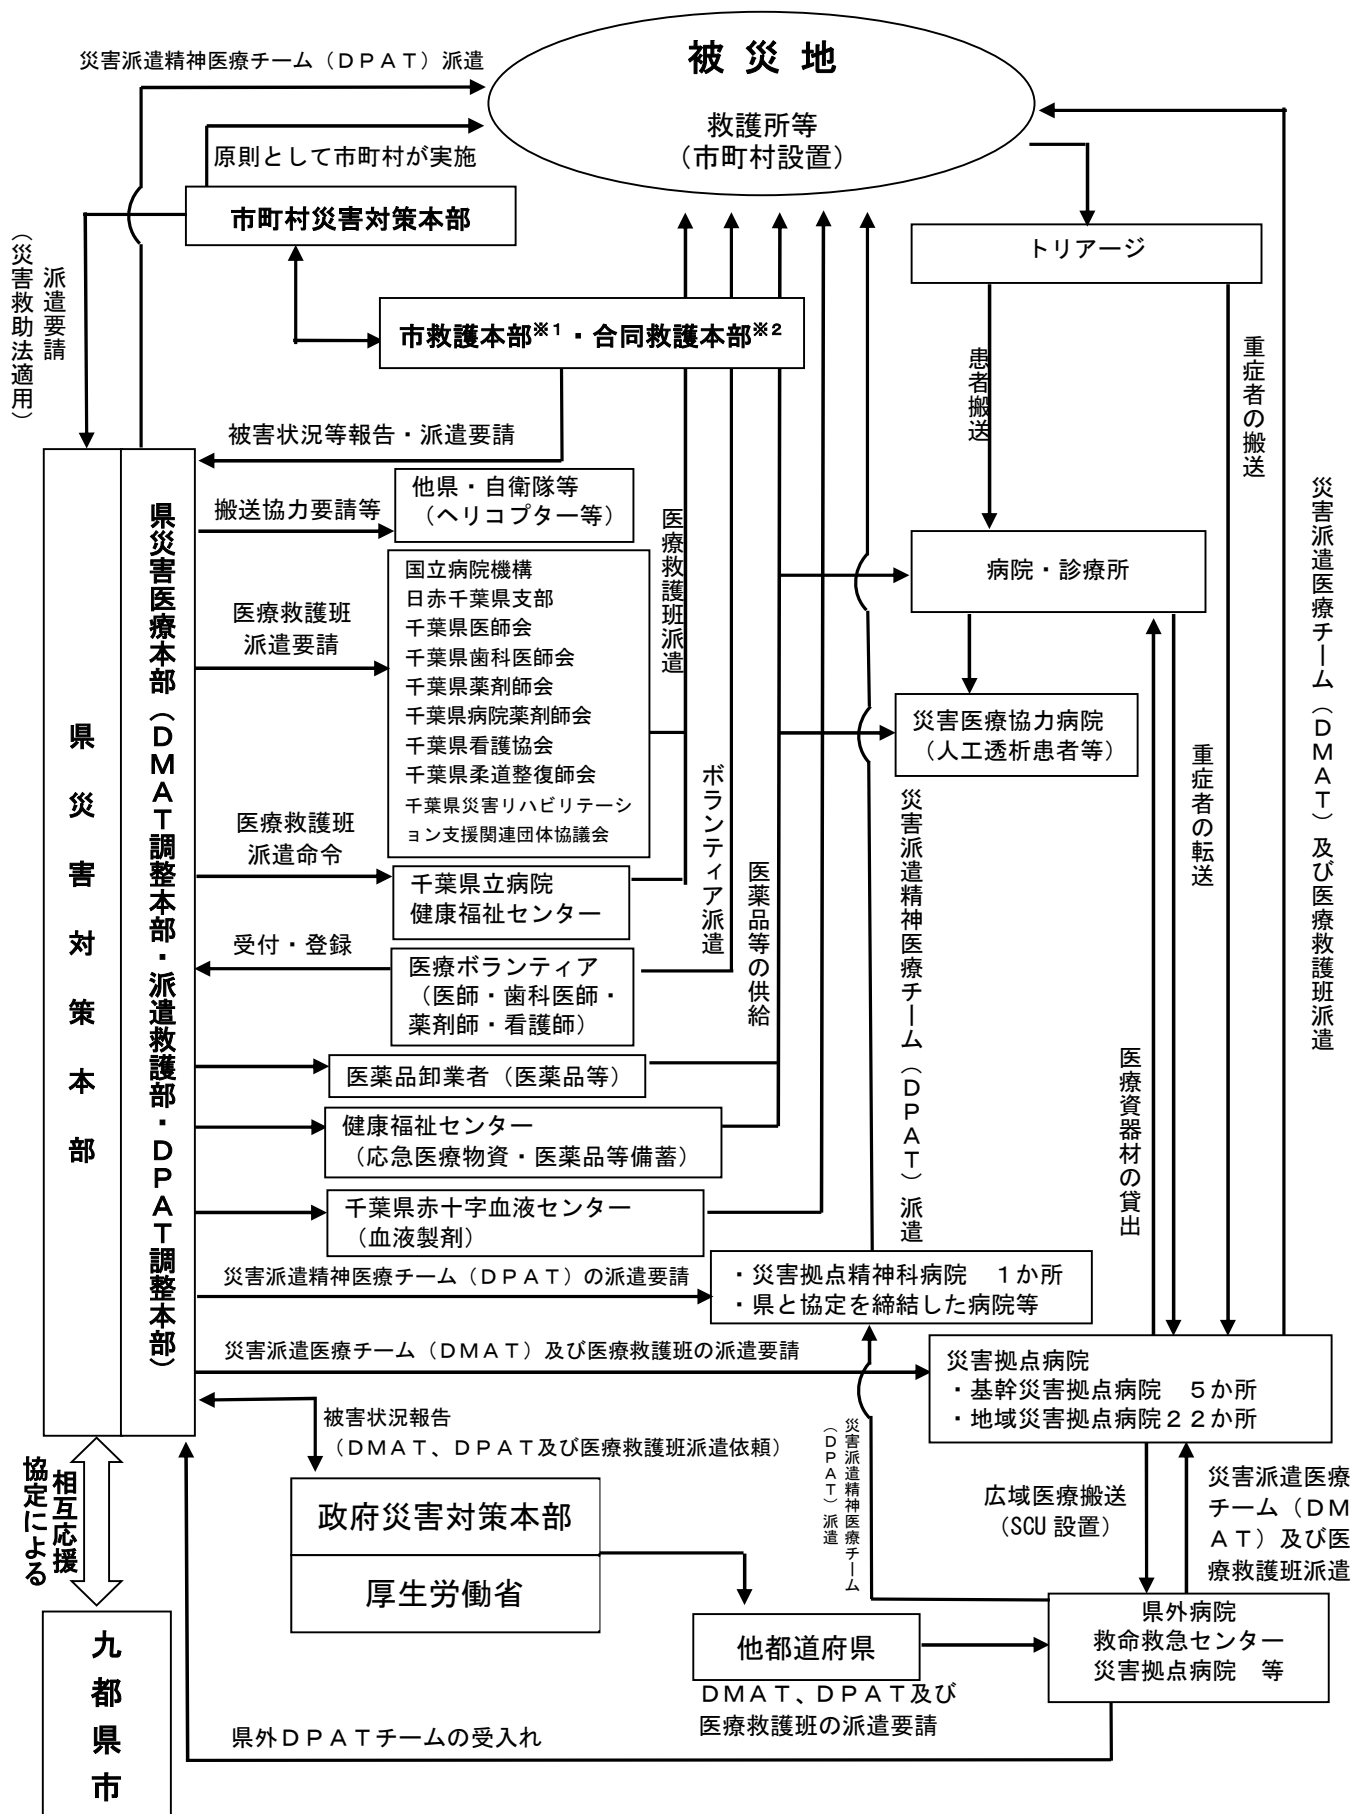 災害派遣精神医療チーム（ＤＰＡＴ）派遣
被 災 地
救護所等
（市町村設置）
原則として市町村が実施
市町村災害対策本部
トリアージ
派遣要請
（災害救助法適用）
市救護本部※1・合同救護本部※2
患者搬送
重症者の搬送
被害状況等報告・派遣要請
県災害対策本部
県災害医療本部（ＤＭＡＴ調整本部・派遣救護部・ＤＰＡＴ調整本部）
搬送協力要請等
他県・自衛隊等
（ヘリコプター等）
医療救護班
派遣要請
国立病院機構
日赤千葉県支部
千葉県医師会
千葉県歯科医師会
千葉県薬剤師会
千葉県病院薬剤師会
千葉県看護協会
千葉県柔道整復師会
千葉県災害リハビリテーシ
ョン支援関連団体協議会
医療救護班派遣
病院・診療所
災害医療協力病院
（人工透析患者等）
災害派遣医療チーム（ＤＭＡＴ）及び医療救護班派遣
医療救護班
派遣命令
千葉県立病院
健康福祉センター
受付・登録
医療ボランティア
（医師・歯科医師・
薬剤師・看護師）
ボランティア派遣
医薬品等の供給
災害派遣精神医療チーム（ＤＰＡＴ）派遣
重症者の転送
医療資器材の貸出
医薬品卸業者（医薬品等）
健康福祉センター
（応急医療物資・医薬品等備蓄）
千葉県赤十字血液センター
（血液製剤）
災害派遣精神医療チーム（ＤＰＡＴ）の派遣要請
・災害拠点精神科病院　１か所
・県と協定を締結した病院等
災害派遣医療チーム（ＤＭＡＴ）及び医療救護班の派遣要請
災害拠点病院
・基幹災害拠点病院　５か所
・地域災害拠点病院２２か所
被害状況報告
（ＤＭＡＴ、ＤＰＡＴ及び医療救護班派遣依頼）
災害派遣精神医療チーム
（ＤＰＡＴ）派遣
広域医療搬送
（SCU 設置）
災害派遣医療
チーム（ＤＭ
ＡＴ）及び医
療救護班派遣
相互応援
協定による
政府災害対策本部
厚生労働省
他都道府県
ＤＭＡＴ、ＤＰＡＴ及び
医療救護班の派遣要請
県外病院
救命救急センター
災害拠点病院　等
県外ＤＰＡＴチームの受入れ
九都県市